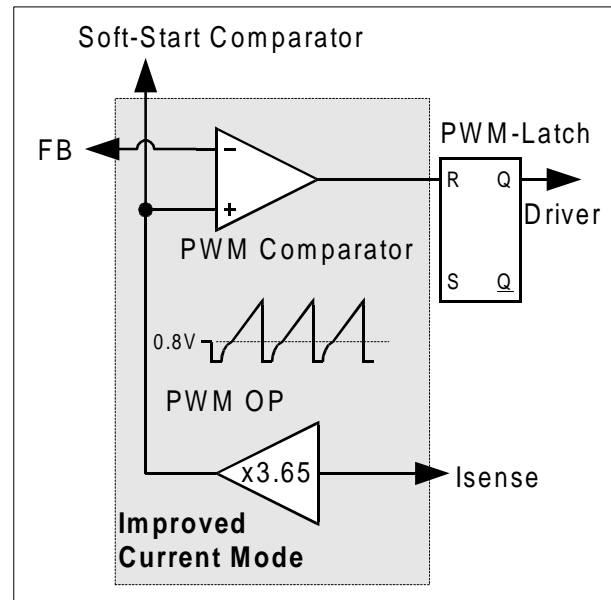 Soft-Start Comparator
FB
PWM-Latch
−
+
R Q
Driver
S Q
PWM Comparator
0.8V
PWM OP
x3.65
Isense
Improved
Current Mode